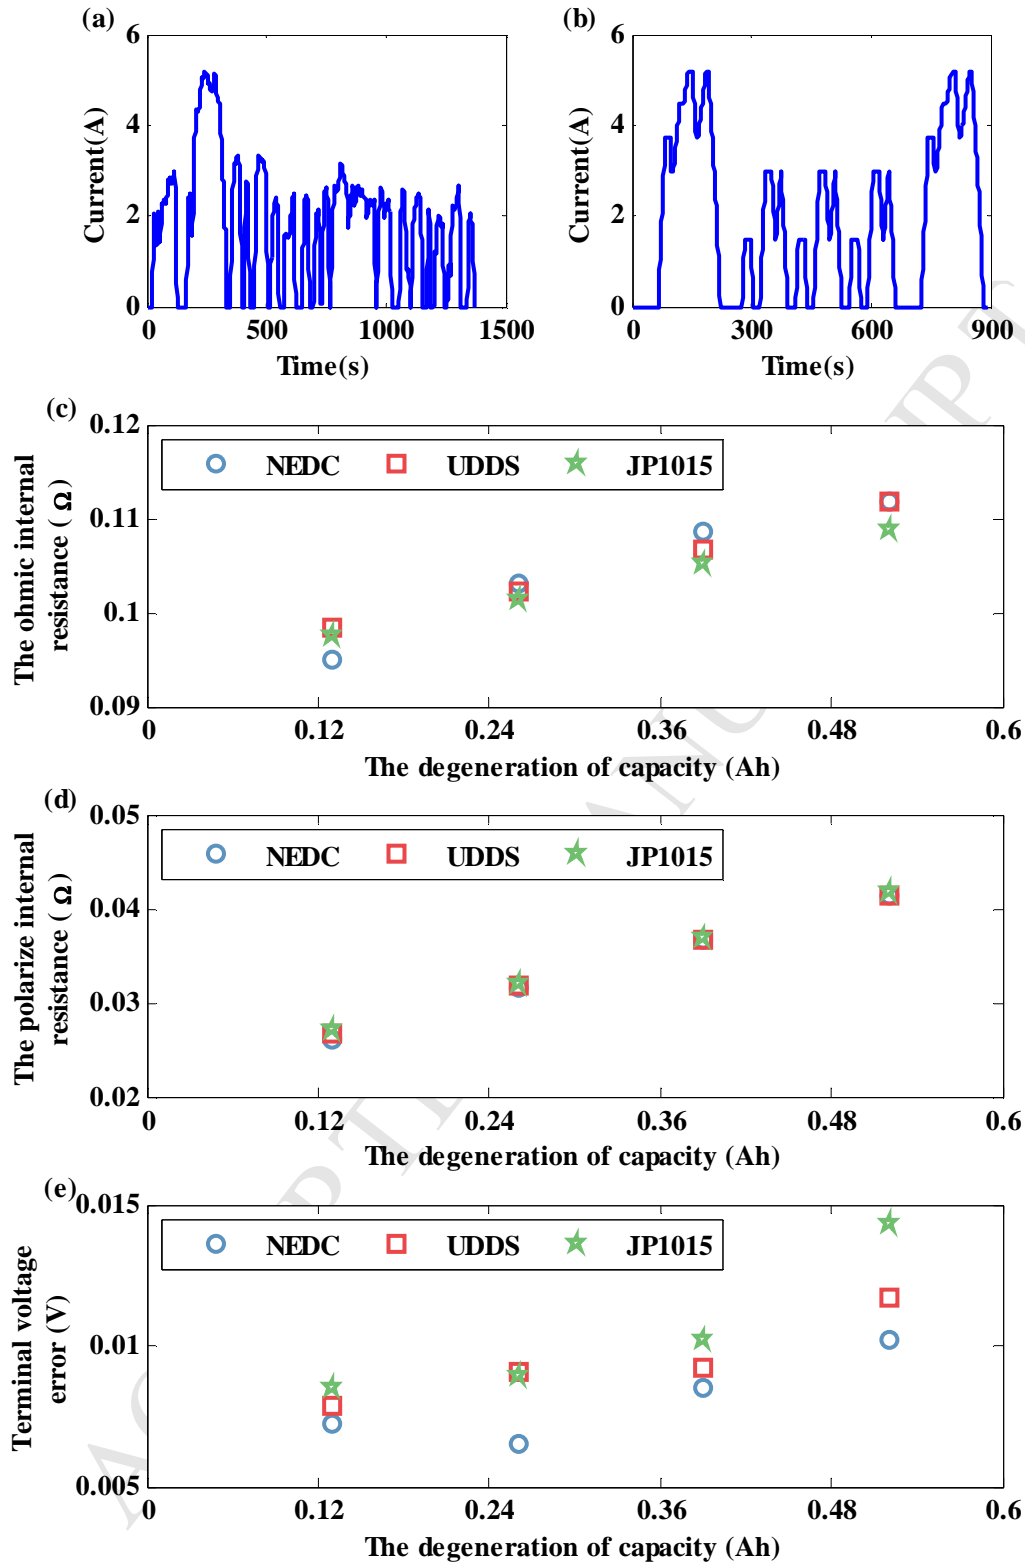 (a)
(b)
6
4
2
0
Current(A)
0
500
1000
1500
Time(s)
6
4
2
0
Current(A)
0
300
600
900
Time(s)
(c)
0.12
0.11
0.1
0.09
The ohmic internal
resistance ( Ω)
NEDC UDDS JP1015
0 0.12 0.24 0.36 0.48 0.6
The degeneration of capacity (Ah)
(d)
0.05
0.04
0.03
0.02
The polarize internal
resistance ( Ω)
NEDC UDDS JP1015
0 0.12 0.24 0.36 0.48 0.6
The degeneration of capacity (Ah)
(e)
0.015
0.01
0.005
Terminal voltage
error (V)
NEDC UDDS JP1015
0 0.12 0.24 0.36 0.48 0.6
The degeneration of capacity (Ah)